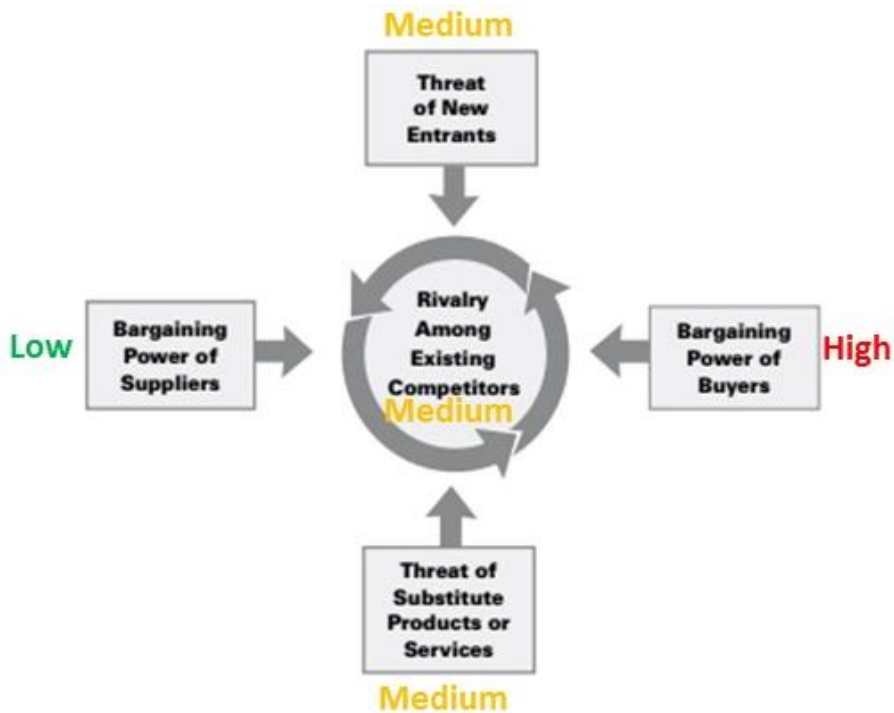 Medium
Threat
of New
Entrants
Low
Bargaining
Power of
Suppliers
Rivalry
Among
Existing
Competitors
Medium
Bargaining
Power of
Buyers
High
Threat of
Substitute
Products or
Services
Medium